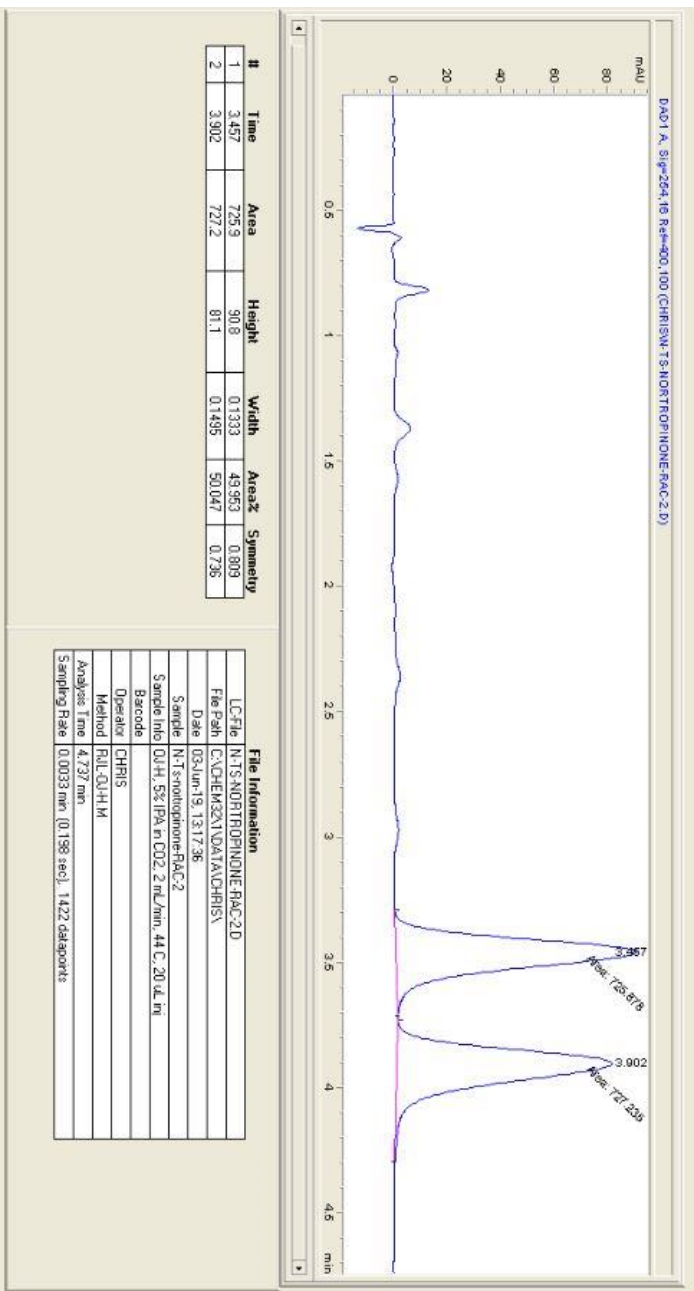 DAD1 A, Sig=254,16 Ref=400,100 (CHRIS\N-TS-NORTROPINONE-RAC-2.D)
mAU
80
60
40
20
0
3.457
Area: 725.878
3.902
Area: 727.235
0.5
1
1.5
2
2.5
3
3.5
4
4.5
min
# Time Area Height Width Area% Symmetry
1 3.457 725.9 90.8 0.1333 49.953 0.809
2 3.902 727.2 81.1 0.1495 50.047 0.736
File Information
LC-File N-TS-NORTROPINONE-RAC-2.D
File Path C:\CHEM32\1\DATA\CHRIS\
Date 03-Jun-19, 13:17:36
Sample N-Ts-nortropinone-RAC-2
Sample Info OJ-H, 5% IPA in CO2, 2 mL/min, 44 C, 20 uL inj
Barcode
Operator CHRIS
Method RJL-OJ-H.M
Analysis Time 4.737 min
Sampling Rate 0.0033 min (0.198 sec), 1422 datapoints